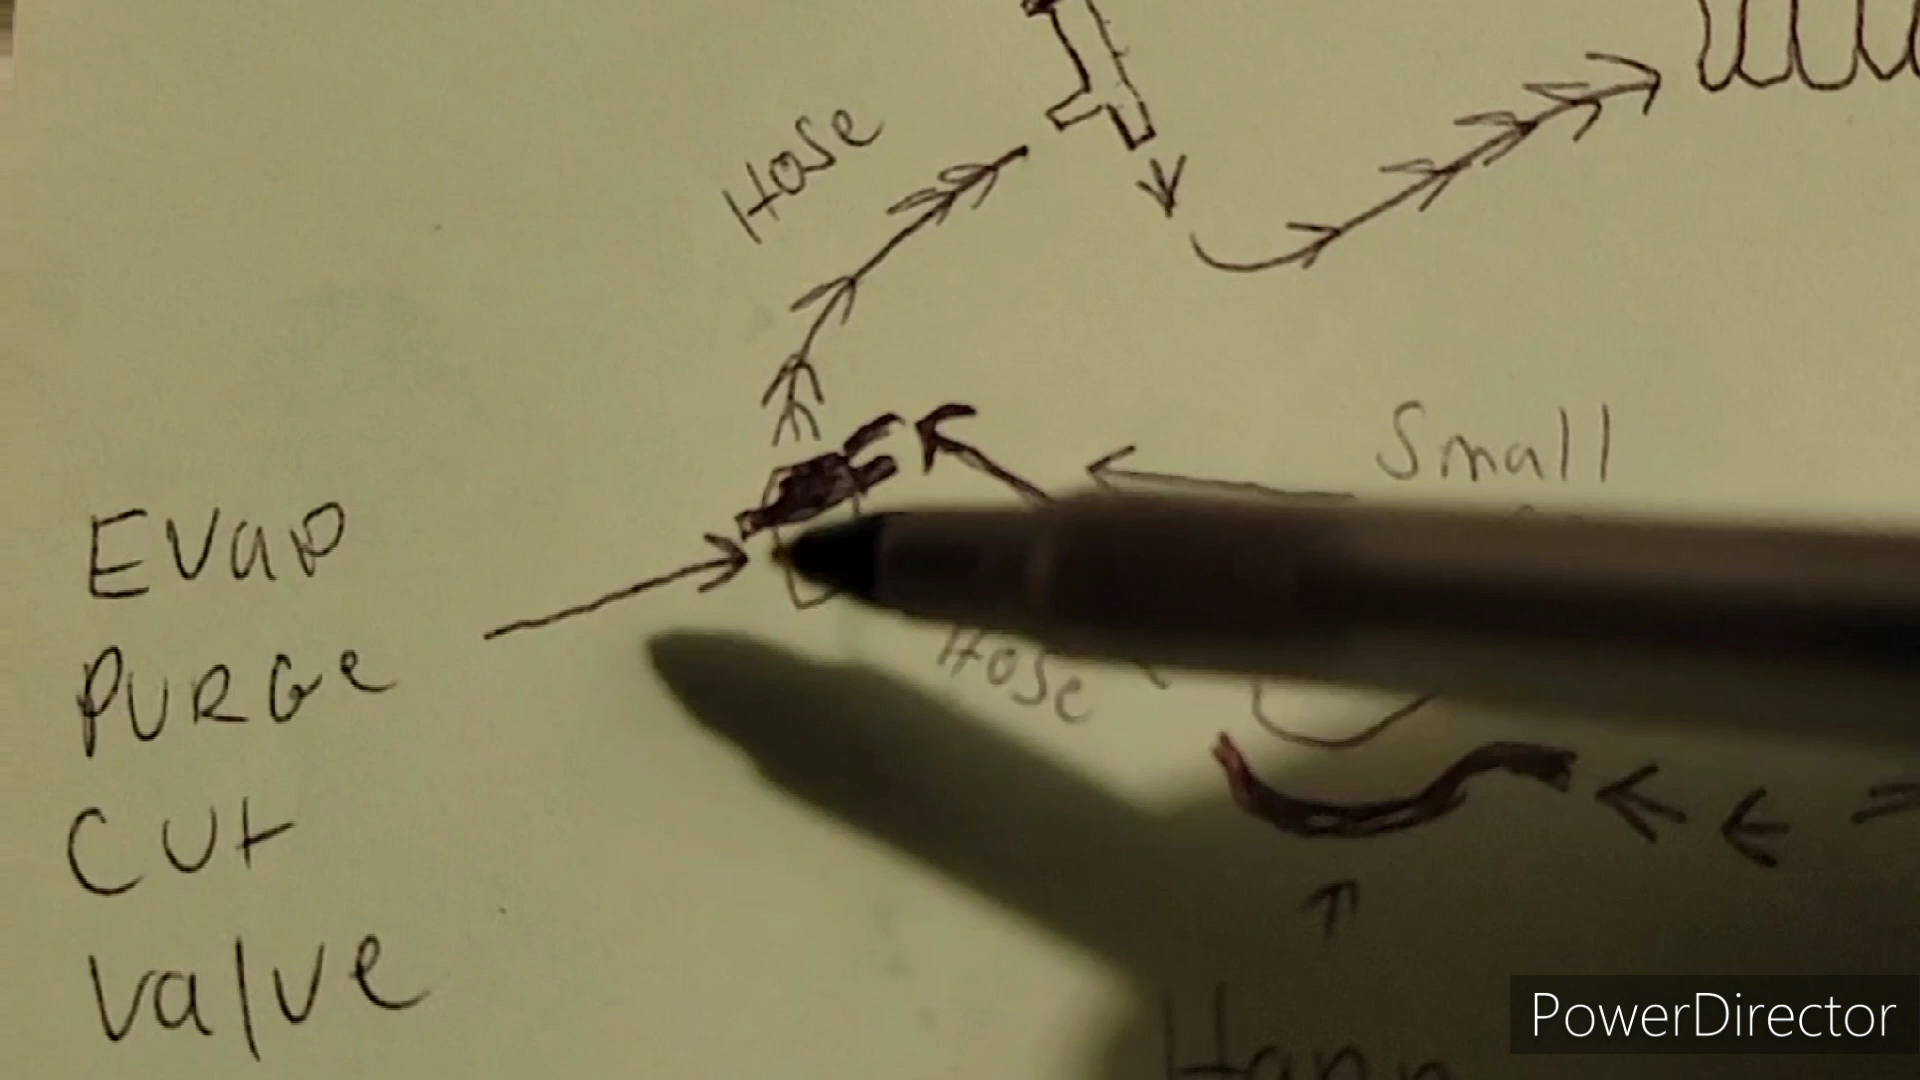 Hose
Small
Evap
Purge
Cut
Valve
Hose
PowerDirector